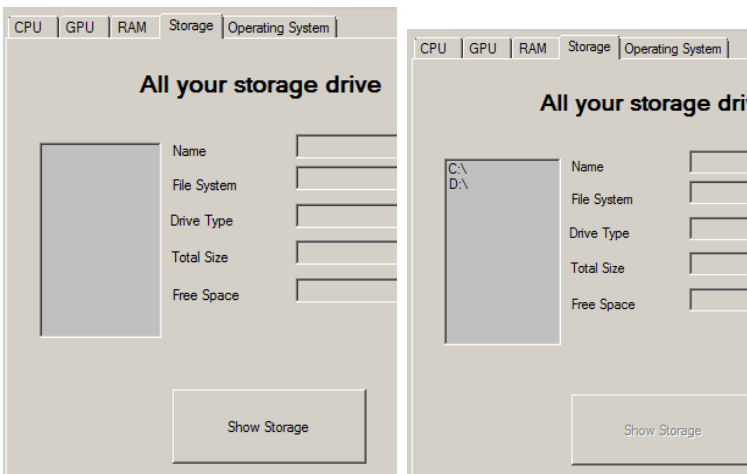 CPU GPU RAM Storage Operating System
All your storage drive
Name
File System
Drive Type
Total Size
Free Space
Show Storage
CPU GPU RAM Storage Operating System
All your storage dri
C:\
D:\
Name
File System
Drive Type
Total Size
Free Space
Show Storage